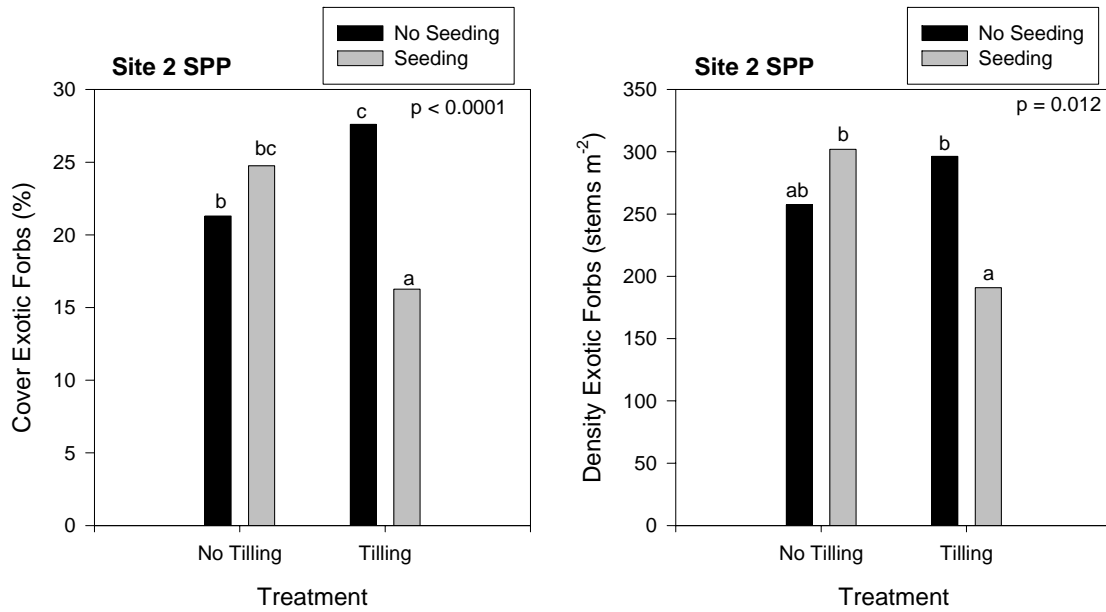 No Seeding
Seeding
Site 2 SPP
p < 0.0001
Cover Exotic Forbs (%)
30
25
20
15
10
5
0
b
bc
c
a
No Tilling
Tilling
Treatment
No Seeding
Seeding
Site 2 SPP
p = 0.012
Density Exotic Forbs (stems m⁻²)
350
300
250
200
150
100
50
0
ab
b
b
a
No Tilling
Tilling
Treatment